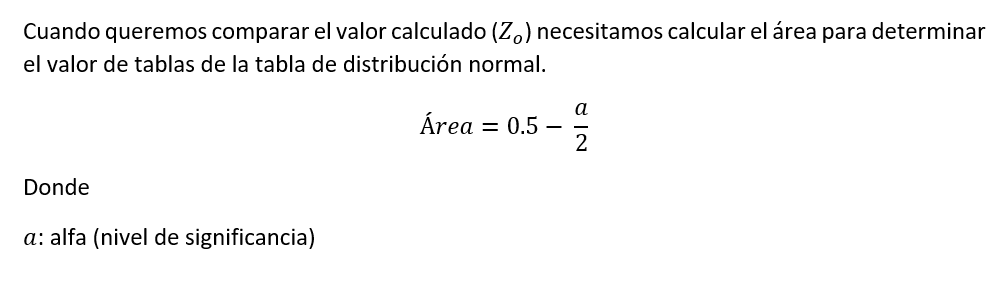 Cuando queremos comparar el valor calculado (Zₒ) necesitamos calcular el área para determinar
el valor de tablas de la tabla de distribución normal.
Área = 0.5 − a/2
Donde
a: alfa (nivel de significancia)